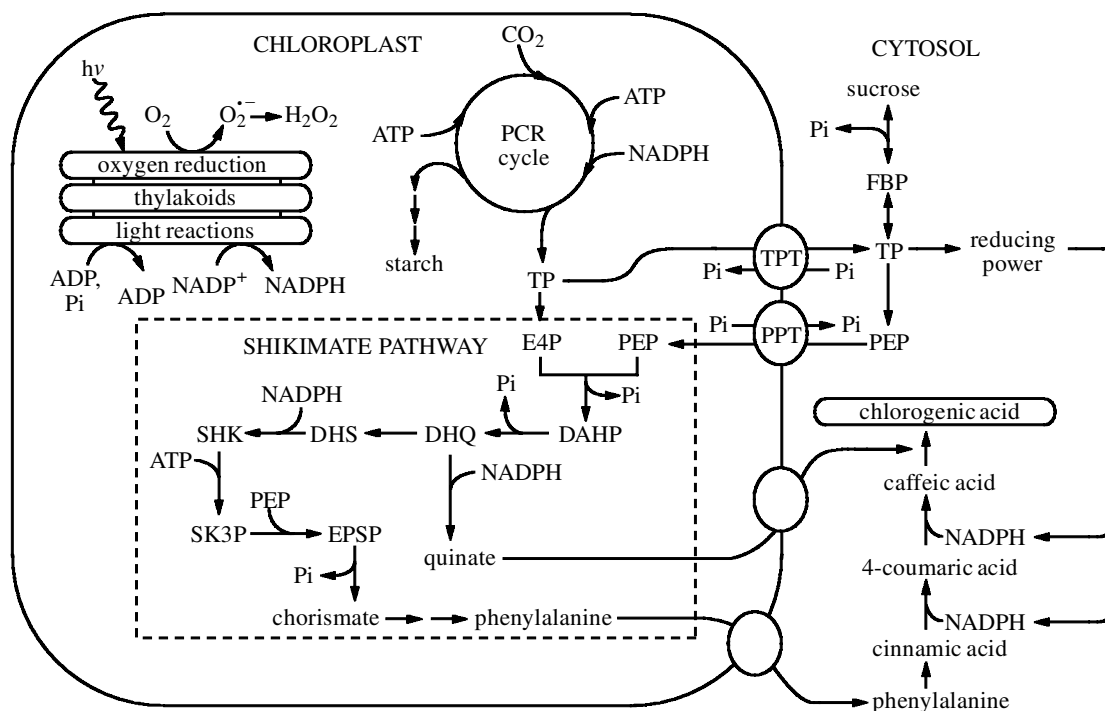 CHLOROPLAST
CO2
CYTOSOL
hν
O2
O2•−
H2O2
ATP
ATP
PCR
cycle
NADPH
sucrose
Pi
FBP
oxygen reduction
thylakoids
light reactions
starch
ADP,
Pi
ADP
NADP+
NADPH
TP
TPT
Pi
Pi
TP
reducing
power
SHIKIMATE PATHWAY
E4P
PEP
Pi
PPT
Pi
PEP
Pi
Pi
NADPH
SHK
DHS
DHQ
DAHP
chlorogenic acid
ATP
NADPH
PEP
caffeic acid
SK3P
EPSP
quinate
NADPH
Pi
4-coumaric acid
chorismate
phenylalanine
NADPH
cinnamic acid
phenylalanine